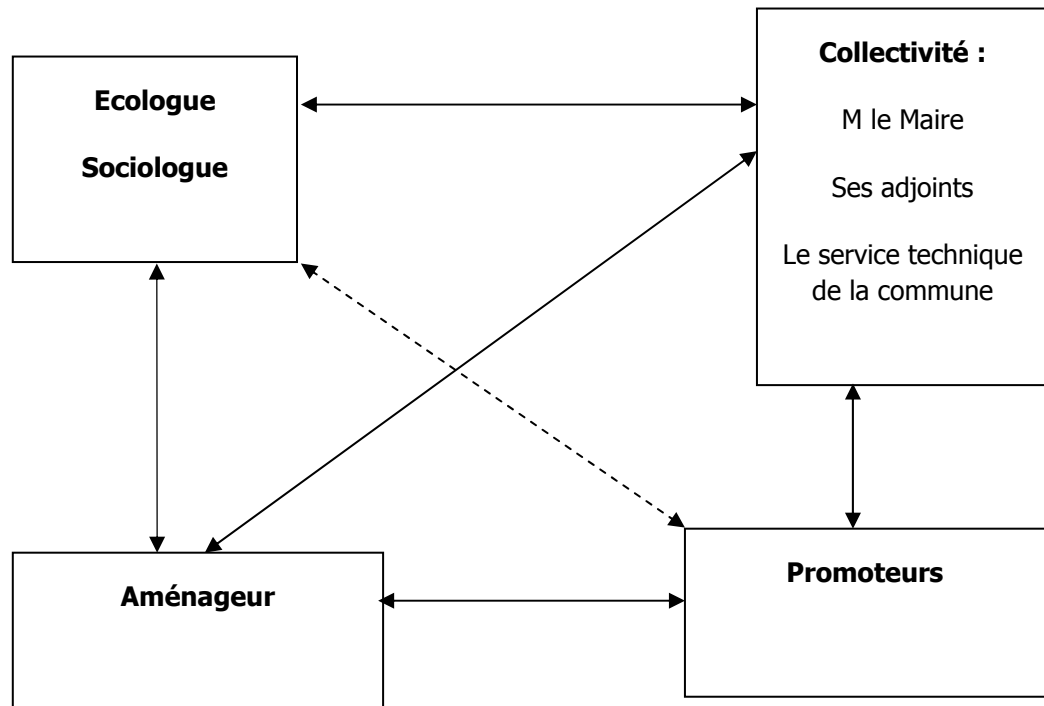 Ecologue
Sociologue
Collectivité :
M le Maire
Ses adjoints
Le service technique
de la commune
Aménageur
Promoteurs